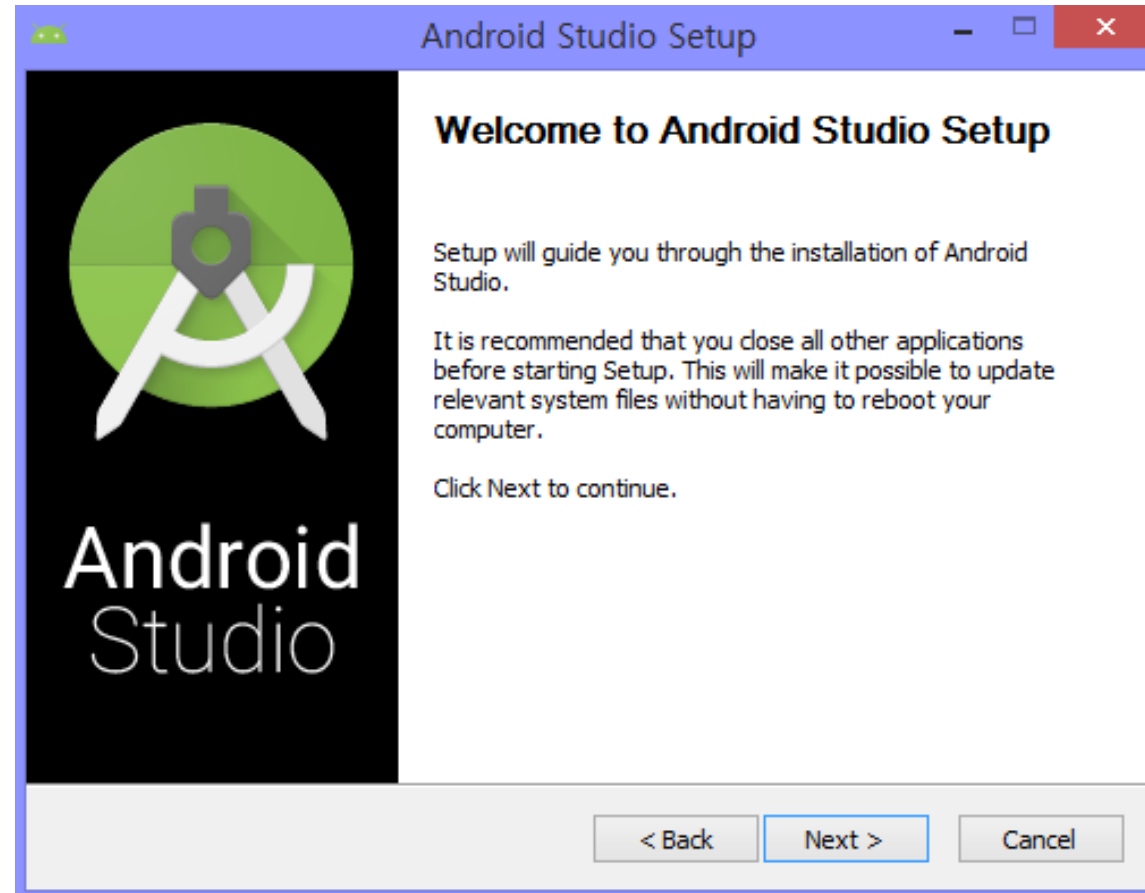 Android Studio Setup
Welcome to Android Studio Setup
Setup will guide you through the installation of Android
Studio.
It is recommended that you close all other applications
before starting Setup. This will make it possible to update
relevant system files without having to reboot your
computer.
Click Next to continue.
Android
Studio
< Back
Next >
Cancel